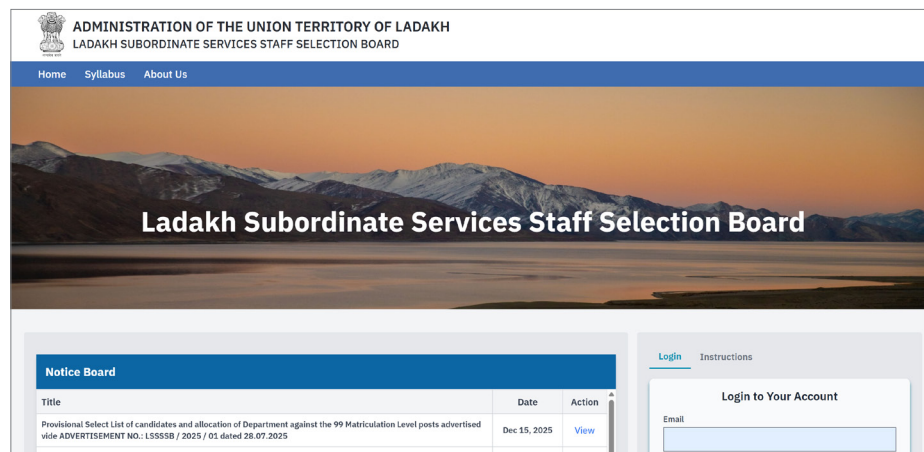 ADMINISTRATION OF THE UNION TERRITORY OF LADAKH
LADAKH SUBORDINATE SERVICES STAFF SELECTION BOARD
Home Syllabus About Us
Ladakh Subordinate Services Staff Selection Board
Notice Board
Title Date Action
Provisional Select List of candidates and allocation of Department against the 99 Matriculation Level posts advertised
vide ADVERTISEMENT NO.: LSSSSB / 2025 / 01 dated 28.07.2025
Dec 15, 2025 View
Login Instructions
Login to Your Account
Email